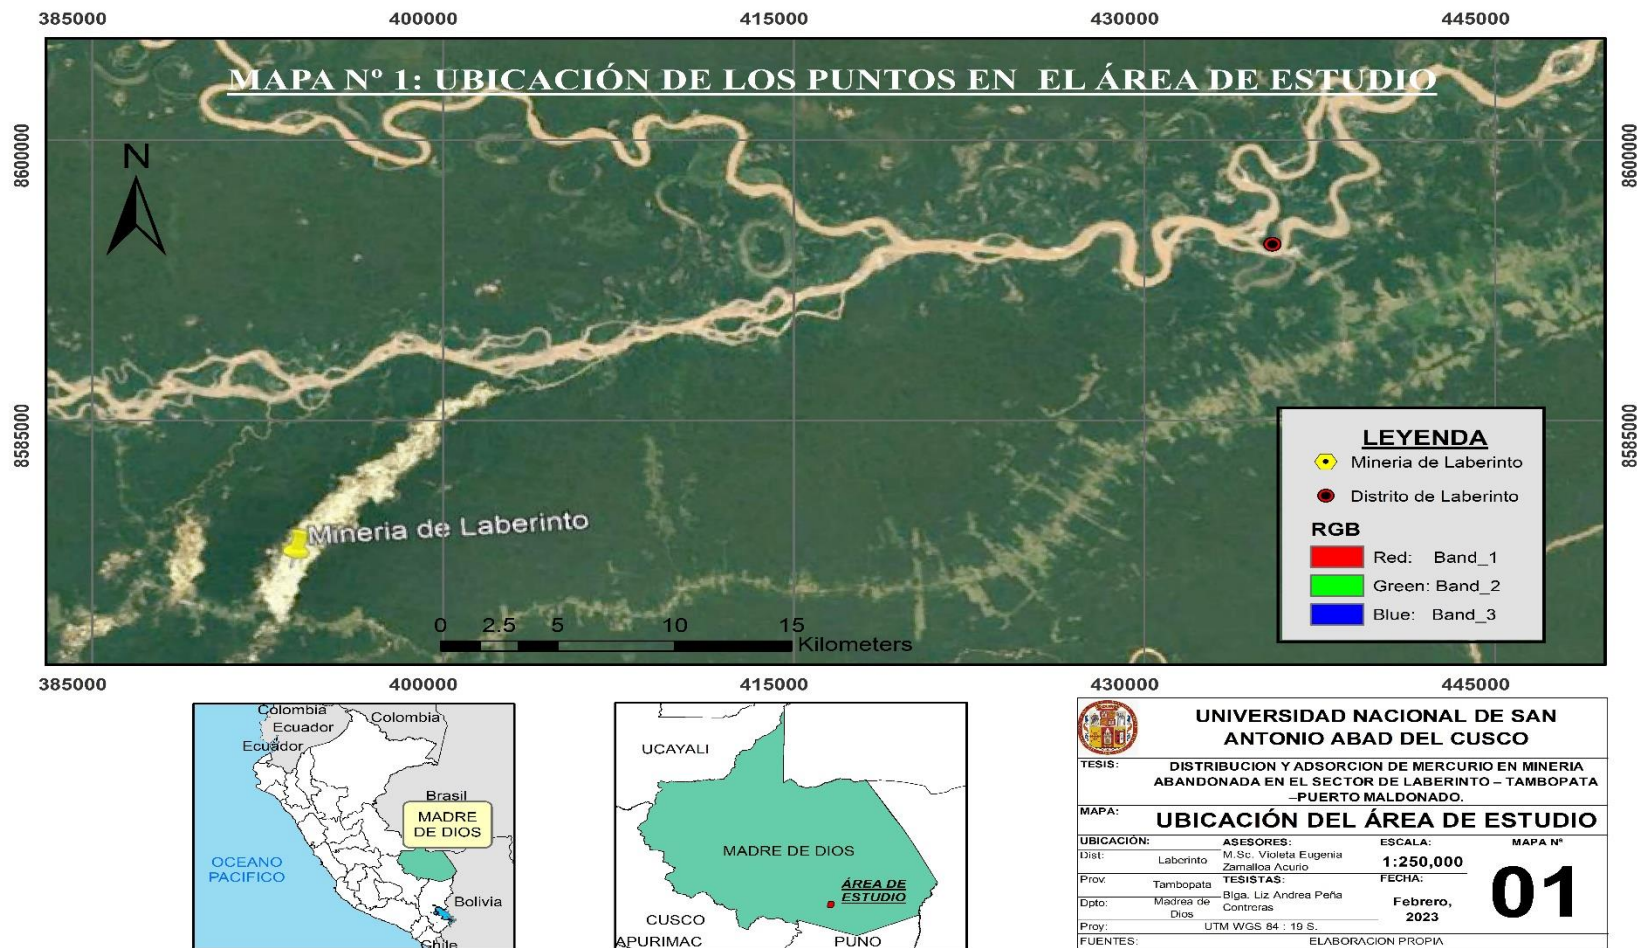 385000 400000 415000 430000 445000
MAPA Nº 1: UBICACIÓN DE LOS PUNTOS EN EL ÁREA DE ESTUDIO
8600000
8600000
N
8585000
8585000
Mineria de Laberinto
LEYENDA
Mineria de Laberinto
Distrito de Laberinto
RGB
Red: Band_1
Green: Band_2
Blue: Band_3
0 2.5 5 10 15
Kilometers
385000 400000 415000 430000 445000
Colombia
Ecuador
Colombia
Ecuador
Brasil
MADRE
DE DIOS
OCEANO
PACIFICO
Bolivia
Chile
UCAYALI
MADRE DE DIOS
ÁREA DE
ESTUDIO
CUSCO
APURIMAC
PUNO
UNIVERSIDAD NACIONAL DE SAN
ANTONIO ABAD DEL CUSCO
TESIS: DISTRIBUCION Y ADSORCION DE MERCURIO EN MINERIA
ABANDONADA EN EL SECTOR DE LABERINTO – TAMBOPATA
–PUERTO MALDONADO.
MAPA: UBICACIÓN DEL ÁREA DE ESTUDIO
UBICACIÓN: ASESORES: ESCALA: MAPA Nº
Dist: Laberinto M.Sc. Violeta Eugenia
Zamalloa Acurio 1:250,000
Prov: Tambopata TESISTAS: FECHA:
Dpto: Madrea de
Dios Blga. Liz Andrea Peña
Contreras Febrero,
2023
01
Proy: UTM WGS 84 : 19 S.
FUENTES: ELABORACION PROPIA